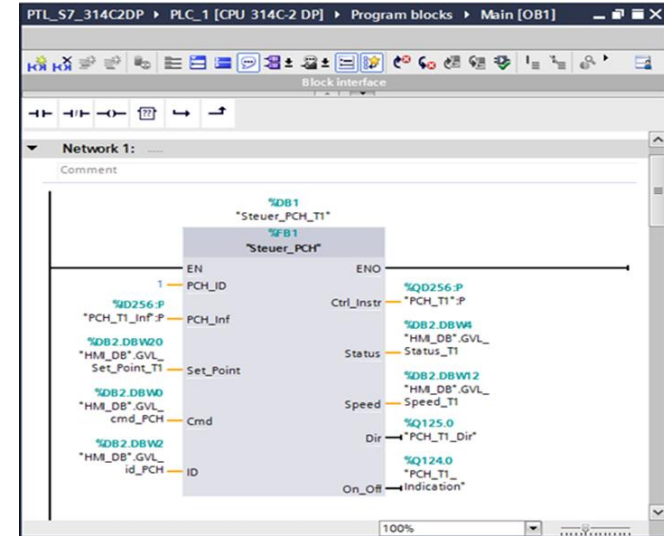 PTL_S7_314C2DP ▸ PLC_1 [CPU 314C-2 DP] ▸ Program blocks ▸ Main [OB1]
Block interface
Network 1: ....
Comment
%DB1
"Steuer_PCH_T1"
%FB1
"Steuer_PCH"
EN ENO
1 PCH_ID
%ID256:P
"PCH_T1_Inf":P PCH_Inf
%DB2.DBW20
"HMI_DB".GVL_
Set_Point_T1 Set_Point
%DB2.DBW0
"HMI_DB".GVL_
cmd_PCH Cmd
%DB2.DBW2
"HMI_DB".GVL_
id_PCH ID
%QD256:P
Ctrl_Instr "PCH_T1":P
%DB2.DBW4
"HMI_DB".GVL_
Status Status_T1
%DB2.DBW12
"HMI_DB".GVL_
Speed Speed_T1
%Q125.0
Dir "PCH_T1_Dir"
%Q124.0
"PCH_T1_
On_Off Indication"
100%